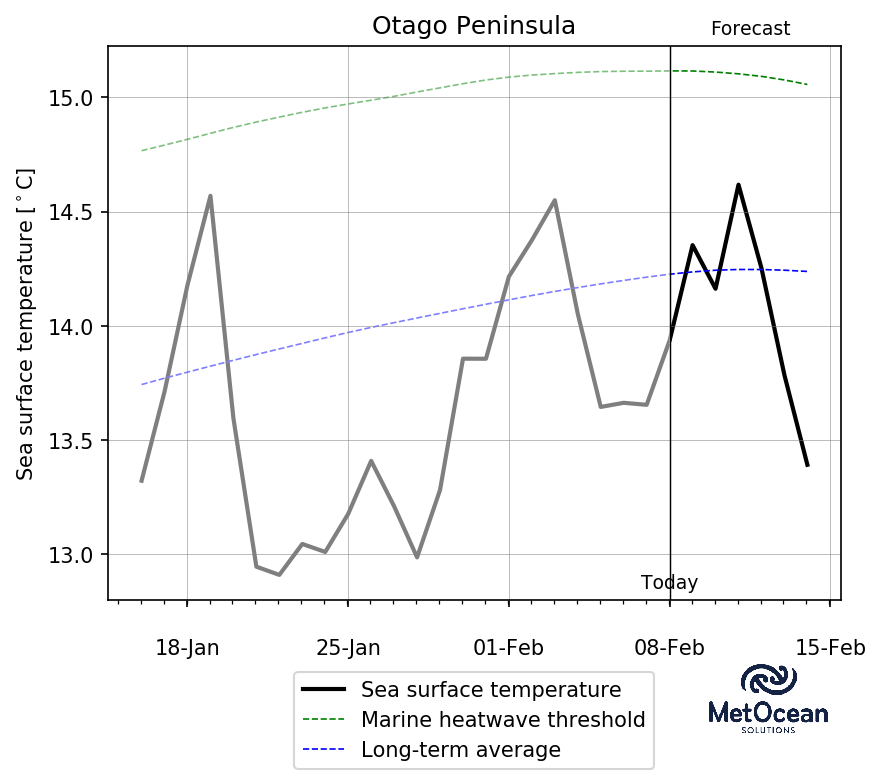 Otago Peninsula
Forecast
Sea surface temperature [°C]
15.0
14.5
14.0
13.5
13.0
Today
18-Jan
25-Jan
01-Feb
08-Feb
15-Feb
Sea surface temperature
Marine heatwave threshold
Long-term average
MetOcean
SOLUTIONS